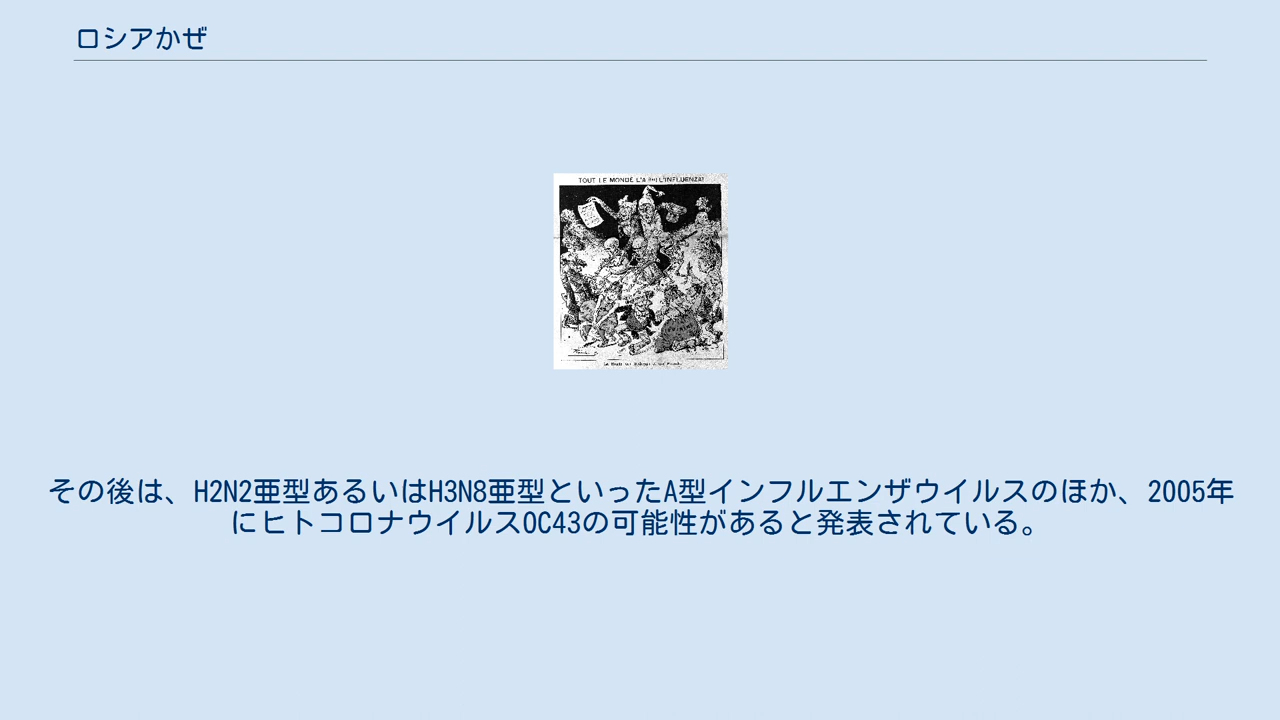 ロシアかぜ
TOUT LE MONDE L'A L'INFLUENZA!
その後は、H2N2亜型あるいはH3N8亜型といったA型インフルエンザウイルスのほか、2005年
にヒトコロナウイルスOC43の可能性があると発表されている。